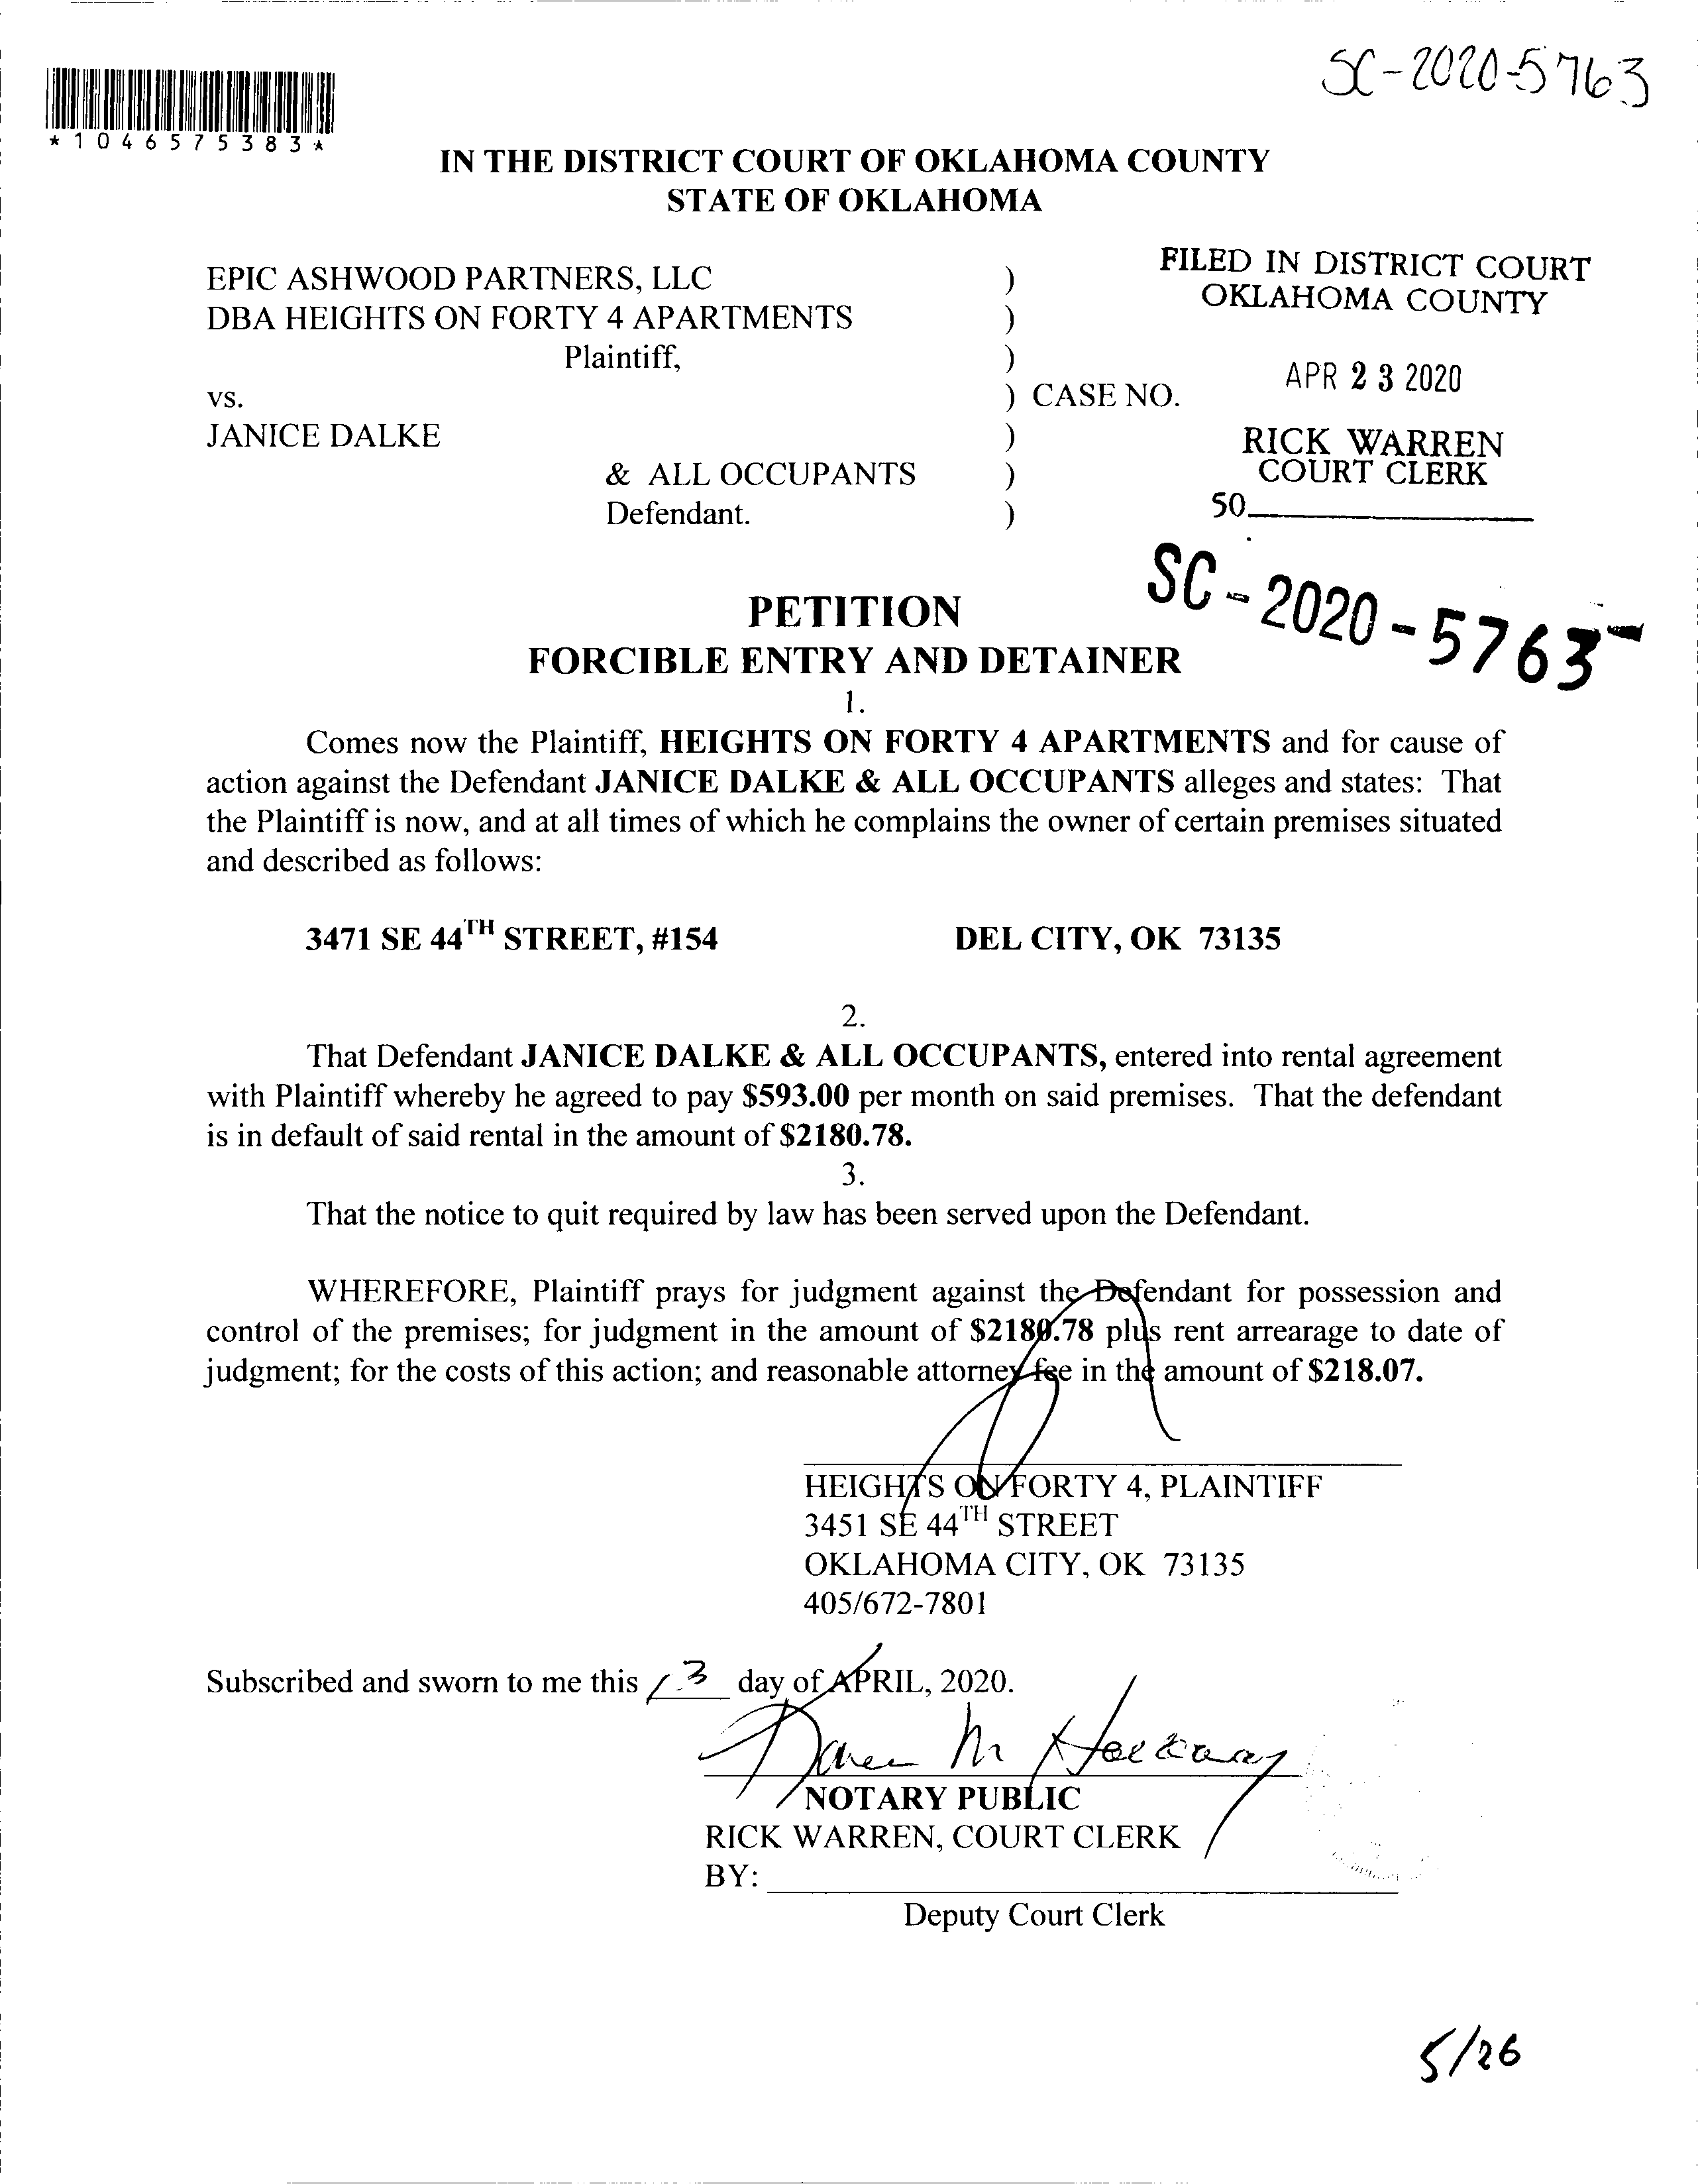 SC-2020-5763
*1046575383*
IN THE DISTRICT COURT OF OKLAHOMA COUNTY
STATE OF OKLAHOMA
EPIC ASHWOOD PARTNERS, LLC )
DBA HEIGHTS ON FORTY 4 APARTMENTS )
Plaintiff, )
vs. ) CASE NO.
JANICE DALKE )
& ALL OCCUPANTS )
Defendant. )
FILED IN DISTRICT COURT
OKLAHOMA COUNTY
APR 23 2020
RICK WARREN
COURT CLERK
50
SC-2020-5763-
PETITION
FORCIBLE ENTRY AND DETAINER
1.
Comes now the Plaintiff, HEIGHTS ON FORTY 4 APARTMENTS and for cause of
action against the Defendant JANICE DALKE & ALL OCCUPANTS alleges and states: That
the Plaintiff is now, and at all times of which he complains the owner of certain premises situated
and described as follows:
3471 SE 44TH STREET, #154 DEL CITY, OK 73135
2.
That Defendant JANICE DALKE & ALL OCCUPANTS, entered into rental agreement
with Plaintiff whereby he agreed to pay $593.00 per month on said premises. That the defendant
is in default of said rental in the amount of $2180.78.
3.
That the notice to quit required by law has been served upon the Defendant.
WHEREFORE, Plaintiff prays for judgment against the Defendant for possession and
control of the premises; for judgment in the amount of $2180.78 plus rent arrearage to date of
judgment; for the costs of this action; and reasonable attorney fee in the amount of $218.07.
HEIGHTS ON FORTY 4, PLAINTIFF
3451 SE 44TH STREET
OKLAHOMA CITY, OK 73135
405/672-7801
Subscribed and sworn to me this 13 day of APRIL, 2020.
M
NOTARY PUBLIC
RICK WARREN, COURT CLERK
BY:
Deputy Court Clerk
5/26